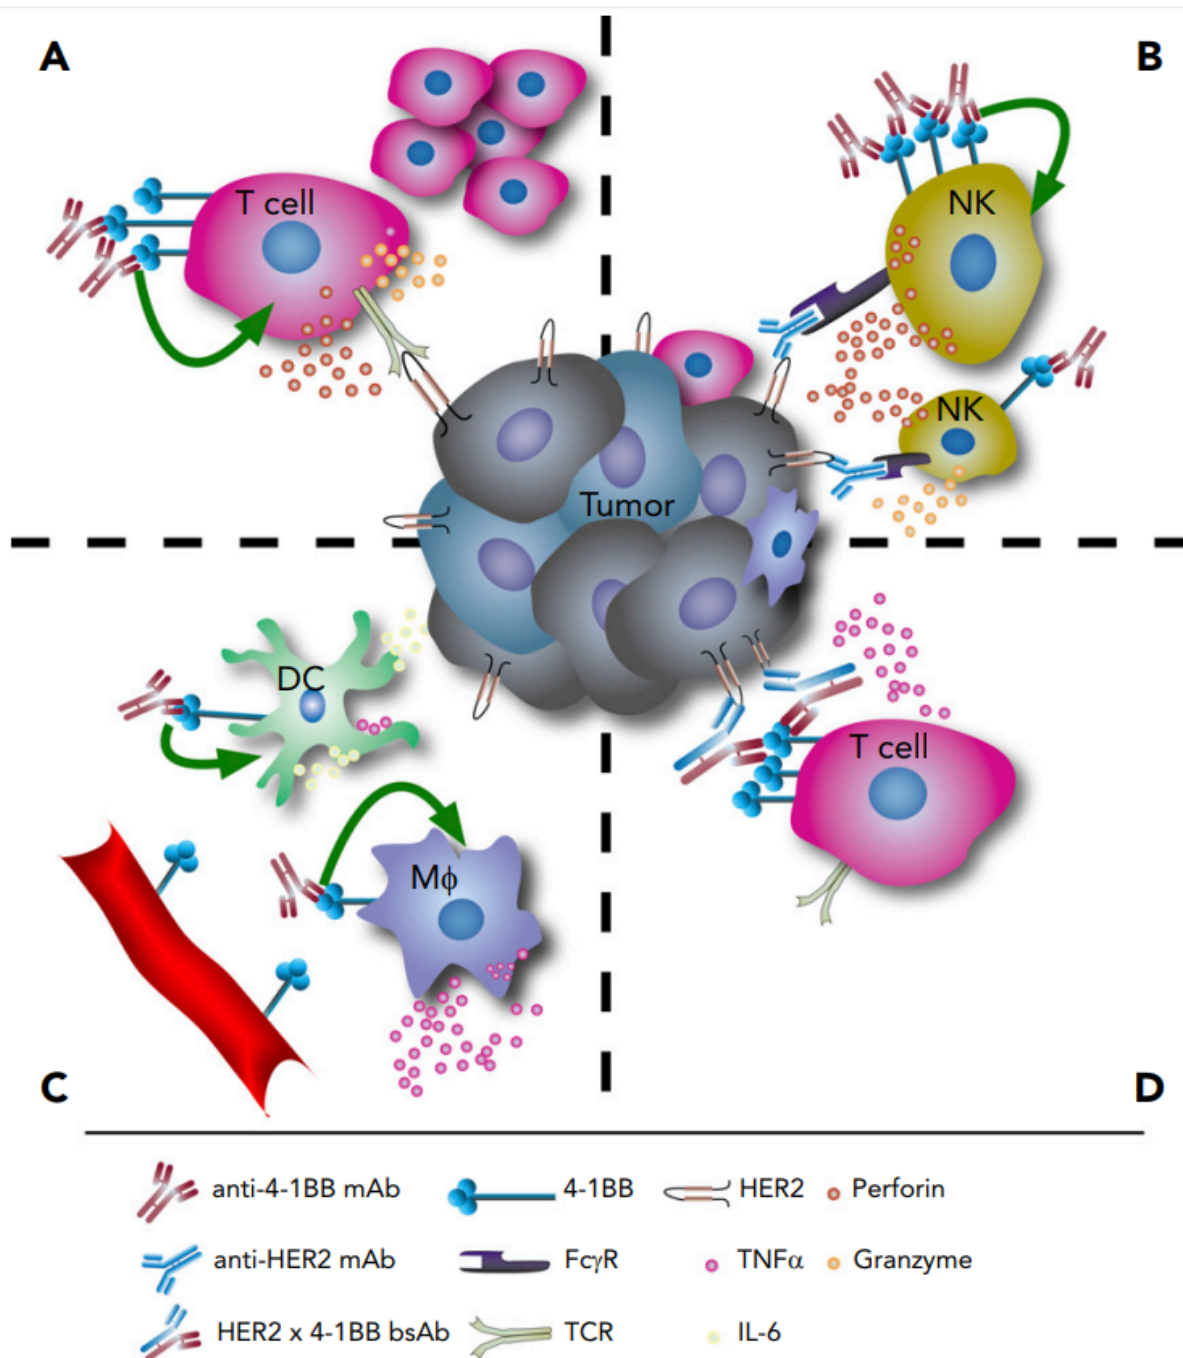 A
B
T cell
NK
NK
Tumor
DC
T cell
Mϕ
C
D
anti-4-1BB mAb
4-1BB
HER2
Perforin
anti-HER2 mAb
FcγR
TNFα
Granzyme
HER2 x 4-1BB bsAb
TCR
IL-6